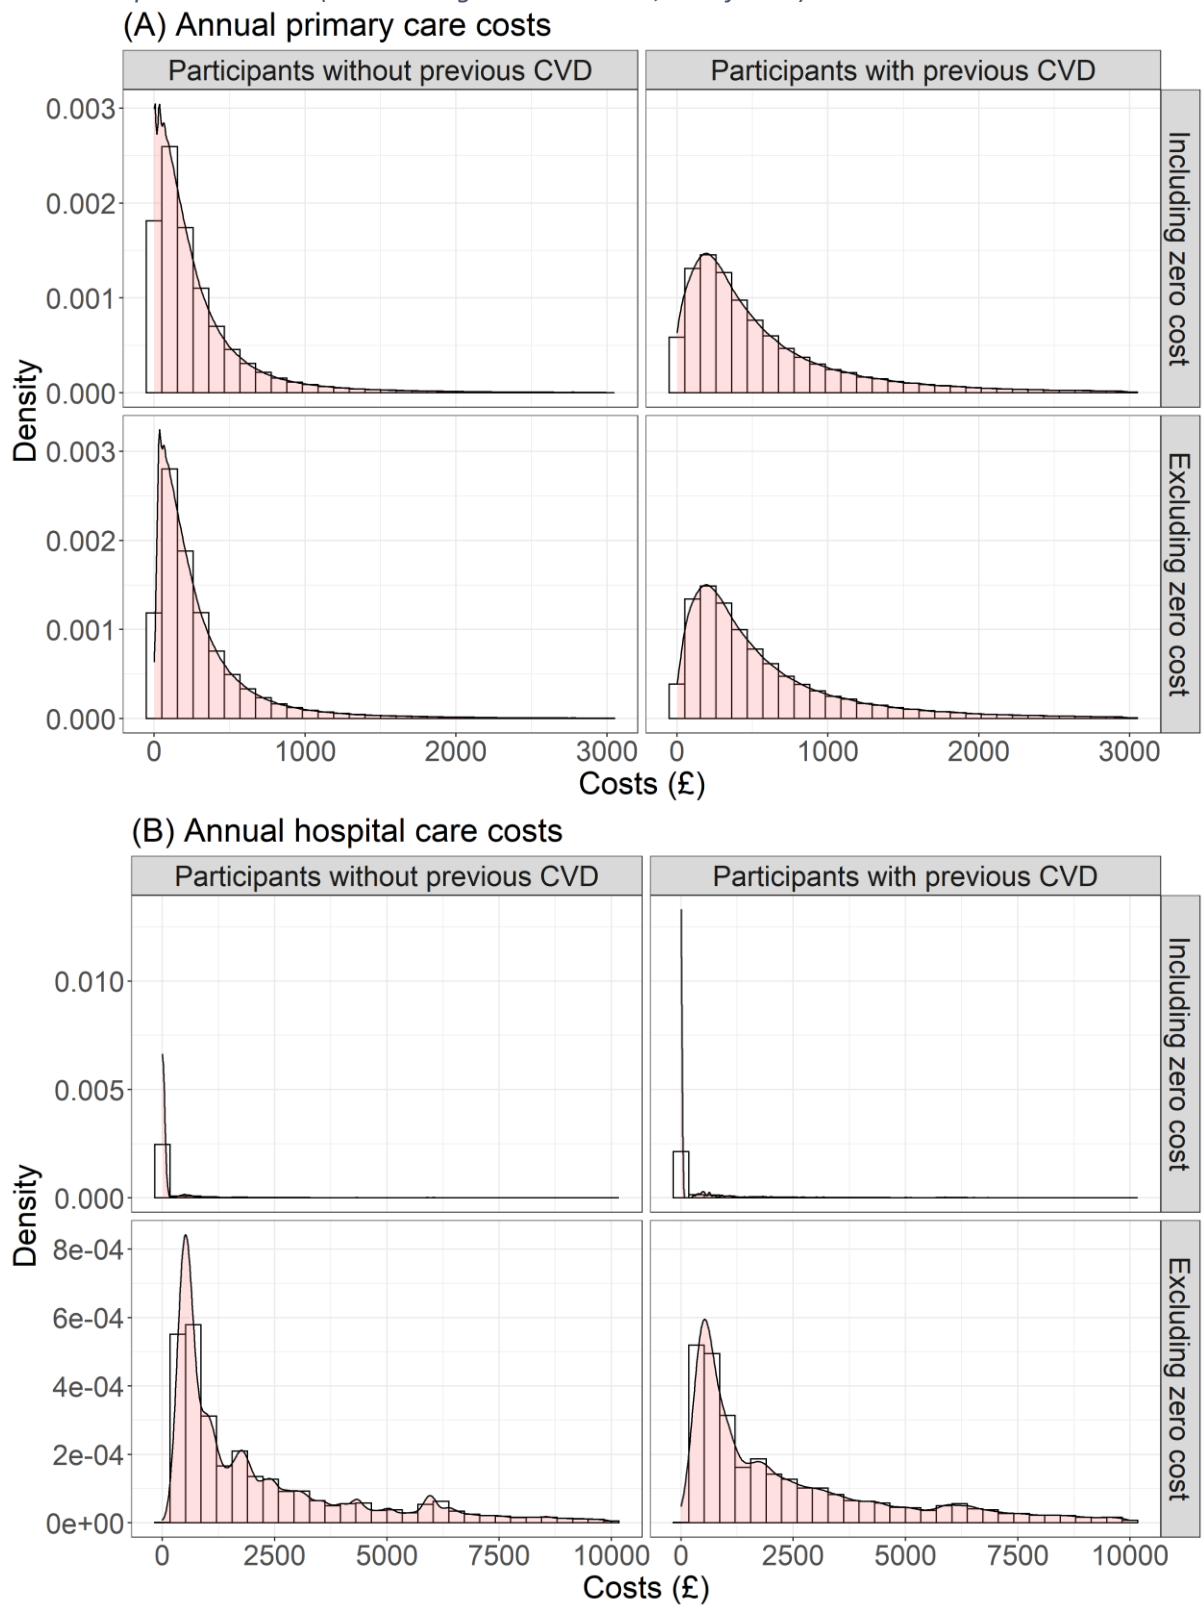 (A) Annual primary care costs
Participants without previous CVD
Participants with previous CVD
0.003
0.002
0.001
0.000
Including zero cost
Density
0.003
0.002
0.001
0.000
Excluding zero cost
0
1000
2000
3000
0
1000
2000
3000
Costs (£)
(B) Annual hospital care costs
Participants without previous CVD
Participants with previous CVD
0.010
0.005
0.000
Including zero cost
Density
8e-04
6e-04
4e-04
2e-04
0e+00
Excluding zero cost
0
2500
5000
7500
10000
0
2500
5000
7500
10000
Costs (£)